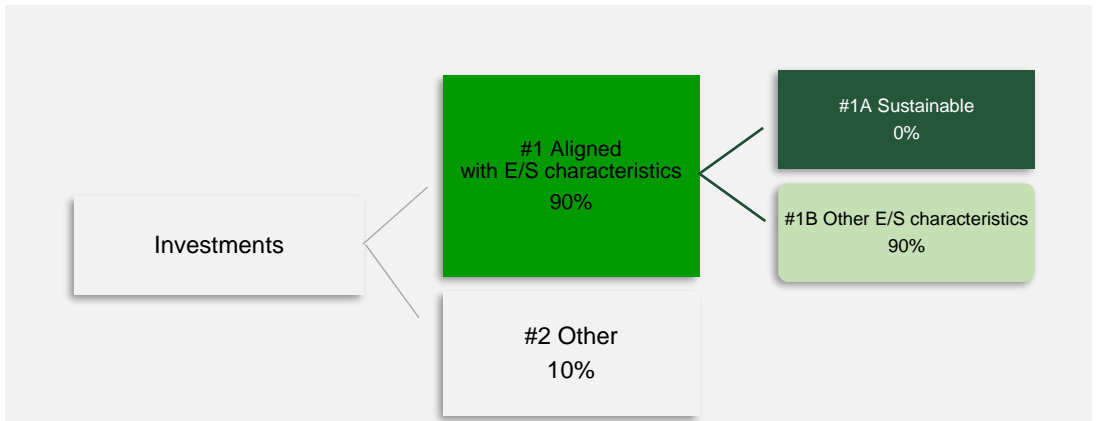 #1A Sustainable
0%
#1 Aligned
with E/S characteristics
90%
#1B Other E/S characteristics
90%
Investments
#2 Other
10%